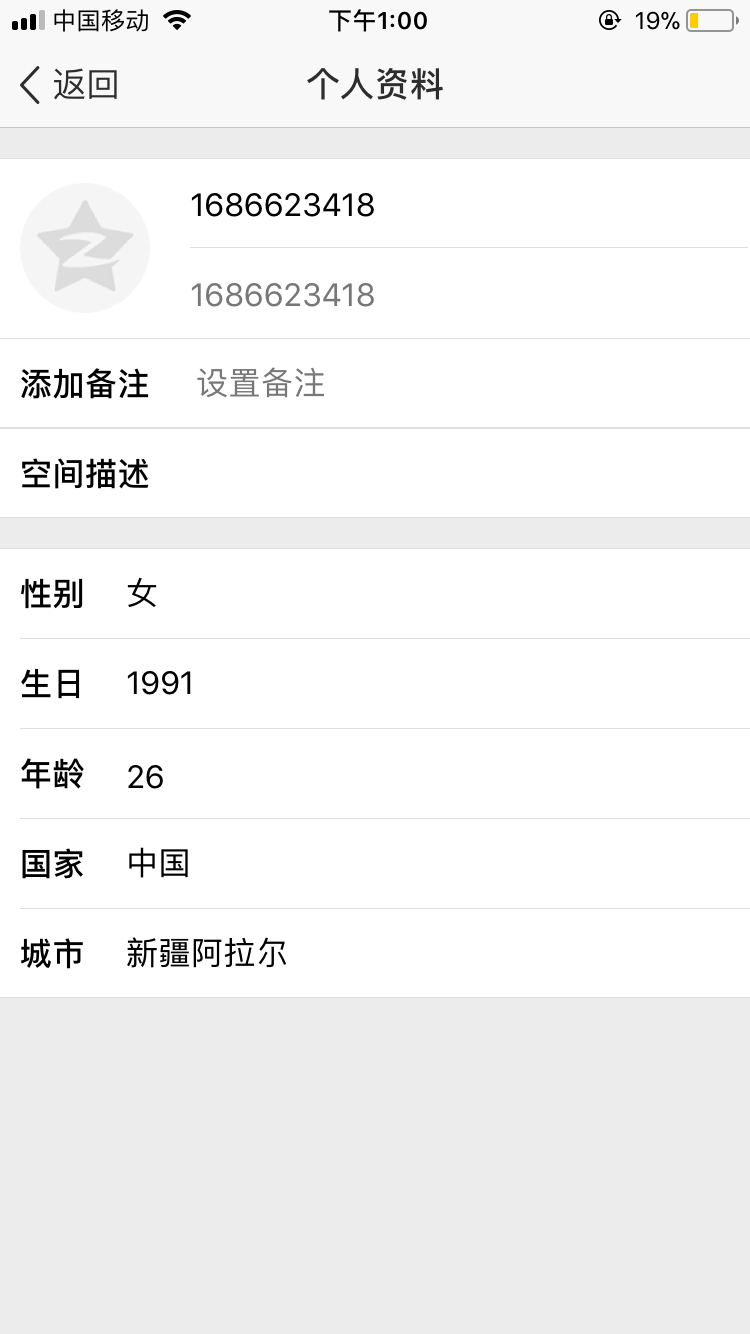 中国移动 下午1:00 19%
返回 个人资料
1686623418
1686623418
添加备注 设置备注
空间描述
性别 女
生日 1991
年龄 26
国家 中国
城市 新疆阿拉尔